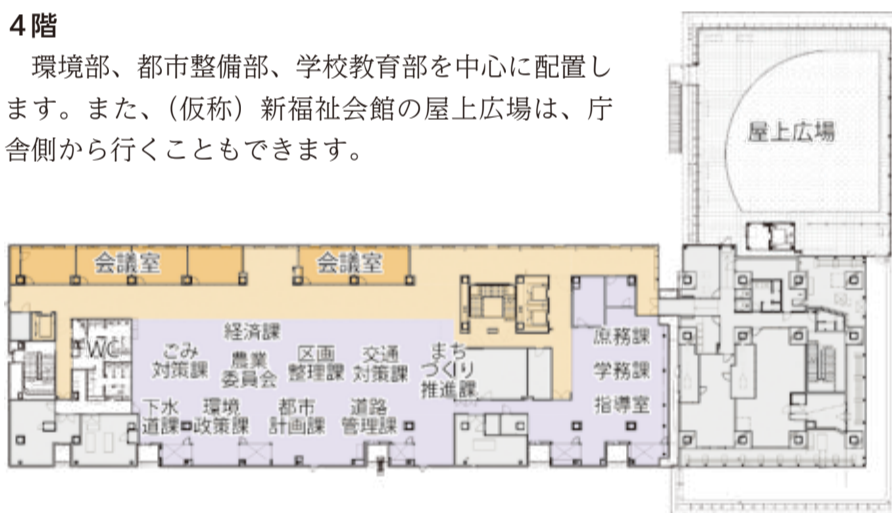 4階
環境部、都市整備部、学校教育部を中心に配置し
ます。また、（仮称）新福祉会館の屋上広場は、庁
舎側から行くこともできます。
屋上広場
会議室
会議室
WC
経済課
ごみ
対策課
農業
委員会
区画
整理課
交通
対策課
まち
づくり
推進課
下水
道課
環境
政策課
都市
計画課
道路
管理課
庶務課
学務課
指導室